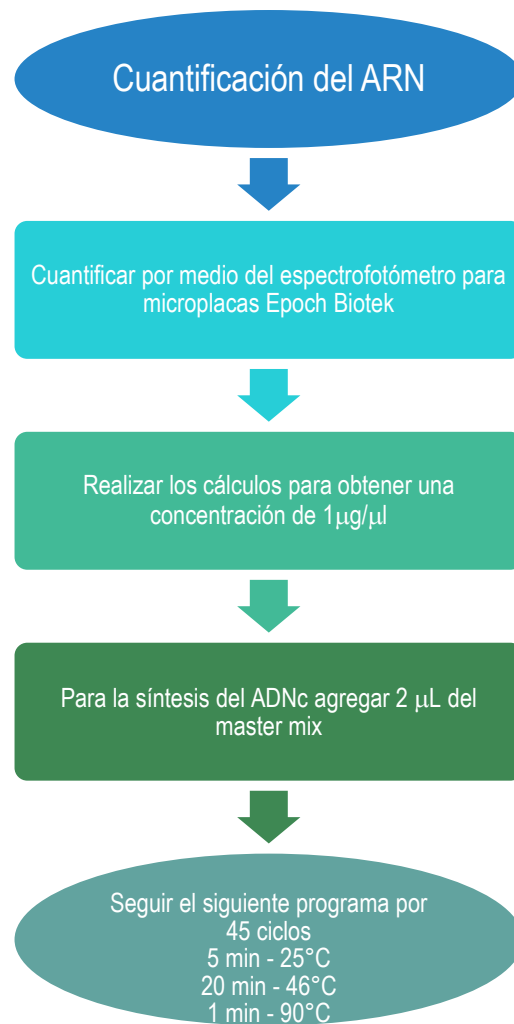 Cuantificación del ARN
Cuantificar por medio del espectrofotómetro para
microplacas Epoch Biotek
Realizar los cálculos para obtener una
concentración de 1μg/μl
Para la síntesis del ADNc agregar 2 μL del
master mix
Seguir el siguiente programa por
45 ciclos
5 min - 25°C
20 min - 46°C
1 min - 90°C